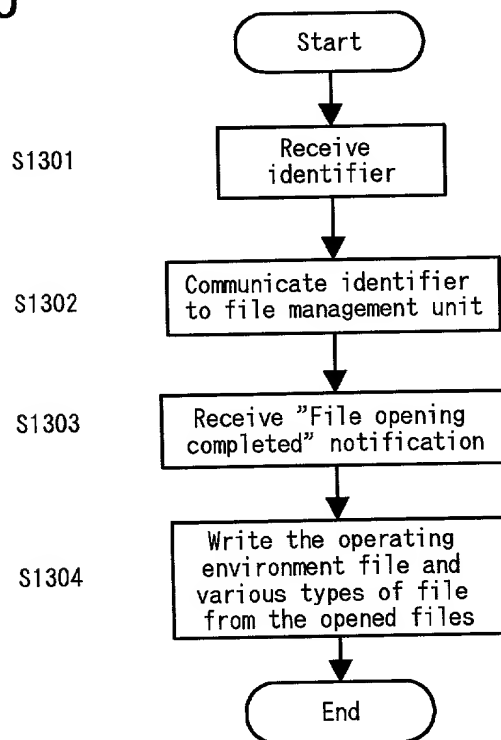 Start
S1301
Receive
identifier
S1302
Communicate identifier
to file management unit
S1303
Receive ”File opening
completed” notification
S1304
Write the operating
environment file and
various types of file
from the opened files
End